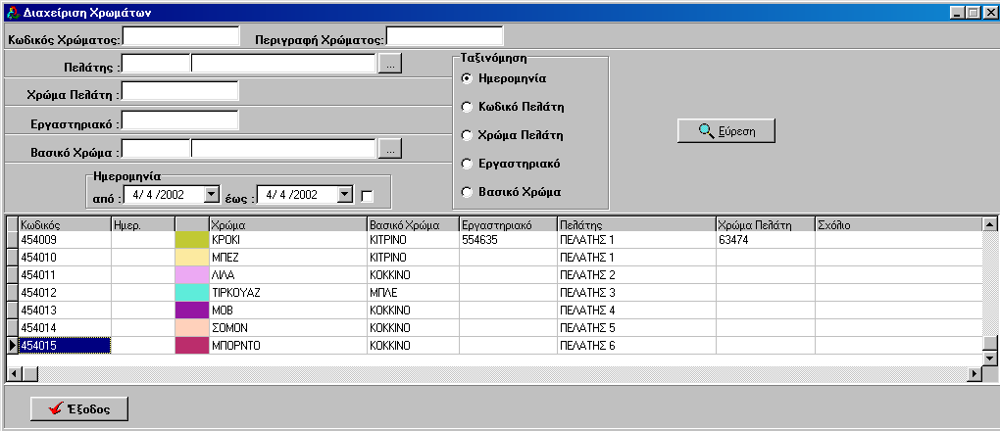 Διαχείριση Χρωμάτων
Κωδικός Χρώματος: Περιγραφή Χρώματος:
Πελάτης : ...
Χρώμα Πελάτη :
Εργαστηριακό :
Βασικό Χρώμα : ...
Ημερομηνία
από : 4/ 4 /2002 έως : 4/ 4 /2002
Ταξινόμηση
Ημερομηνία
Κωδικό Πελάτη
Χρώμα Πελάτη
Εργαστηριακό
Βασικό Χρώμα
Εύρεση
Κωδικός Ημερ. Χρώμα Βασικό Χρώμα Εργαστηριακό Πελάτης Χρώμα Πελάτη Σχόλιο
454009 ΚΡΟΚΙ ΚΙΤΡΙΝΟ 554635 ΠΕΛΑΤΗΣ 1 63474
454010 ΜΠΕΖ ΚΙΤΡΙΝΟ ΠΕΛΑΤΗΣ 1
454011 ΛΙΛΑ ΚΟΚΚΙΝΟ ΠΕΛΑΤΗΣ 2
454012 ΤΙΡΚΟΥΑΖ ΜΠΛΕ ΠΕΛΑΤΗΣ 3
454013 ΜΟΒ ΚΟΚΚΙΝΟ ΠΕΛΑΤΗΣ 4
454014 ΣΟΜΟΝ ΚΟΚΚΙΝΟ ΠΕΛΑΤΗΣ 5
454015 ΜΠΟΡΝΤΟ ΚΟΚΚΙΝΟ ΠΕΛΑΤΗΣ 6
Έξοδος